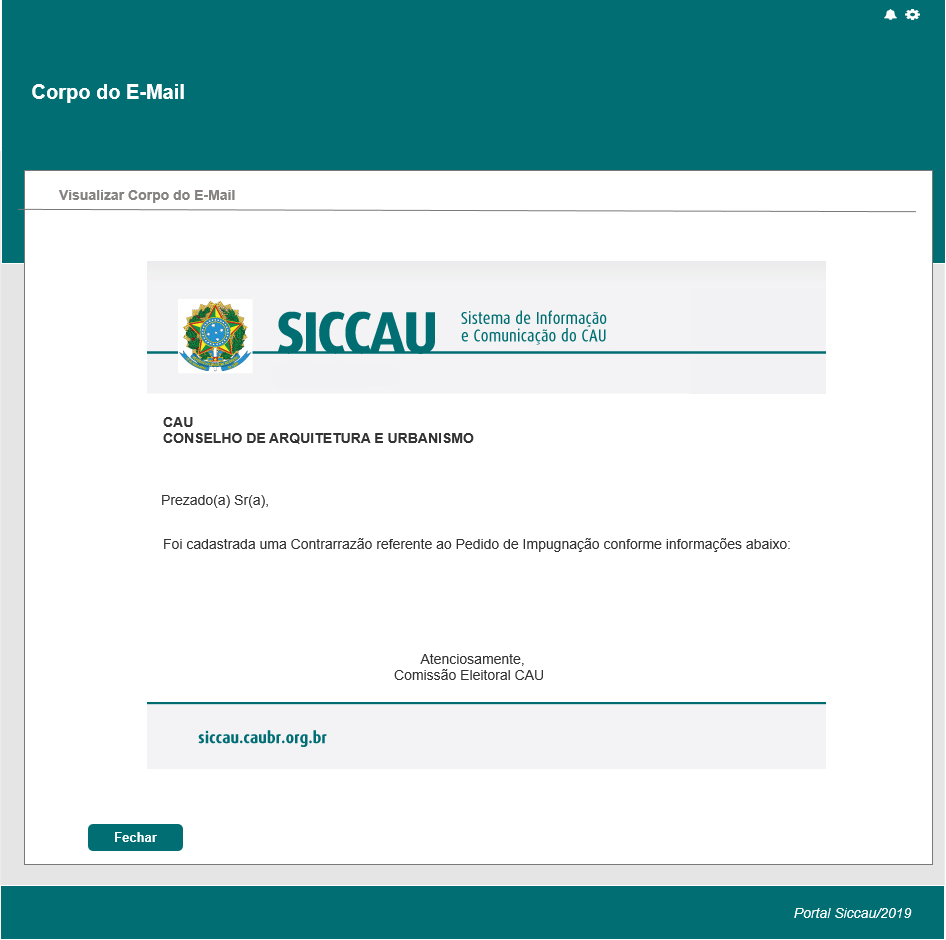 Corpo do E-Mail
Visualizar Corpo do E-Mail
SICCAU
Sistema de Informação
e Comunicação do CAU
CAU
CONSELHO DE ARQUITETURA E URBANISMO
Prezado(a) Sr(a),
Foi cadastrada uma Contrarrazão referente ao Pedido de Impugnação conforme informações abaixo:
Atenciosamente,
Comissão Eleitoral CAU
siccau.caubr.org.br
Fechar
Portal Siccau/2019